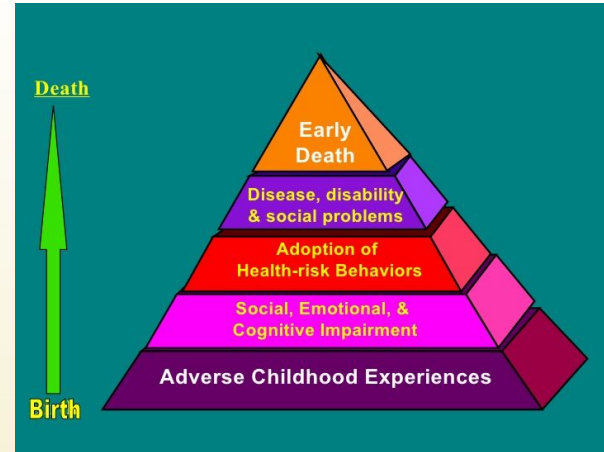 Death
Early
Death
Disease, disability
& social problems
Adoption of
Health-risk Behaviors
Social, Emotional, &
Cognitive Impairment
Adverse Childhood Experiences
Birth